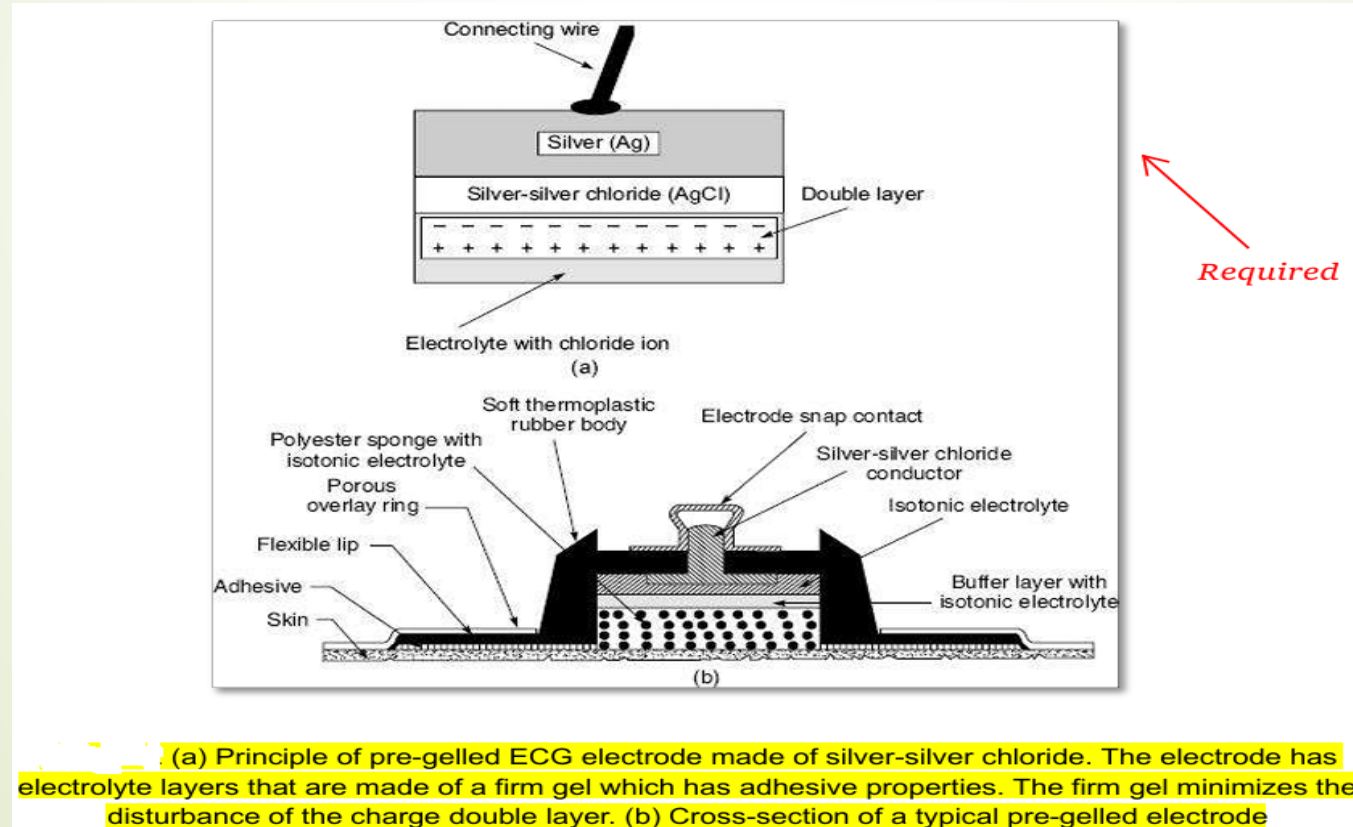 Connecting wire
Silver (Ag)
Silver-silver chloride (AgCl)
Double layer
− − − − − − − − − − − −
+ + + + + + + + + + + +
Required
Electrolyte with chloride ion
(a)
Soft thermoplastic
rubber body
Electrode snap contact
Polyester sponge with
isotonic electrolyte
Silver-silver chloride
conductor
Porous
overlay ring
Isotonic electrolyte
Flexible lip
Adhesive
Buffer layer with
isotonic electrolyte
Skin
(b)
(a) Principle of pre-gelled ECG electrode made of silver-silver chloride. The electrode has
electrolyte layers that are made of a firm gel which has adhesive properties. The firm gel minimizes the
disturbance of the charge double layer. (b) Cross-section of a typical pre-gelled electrode